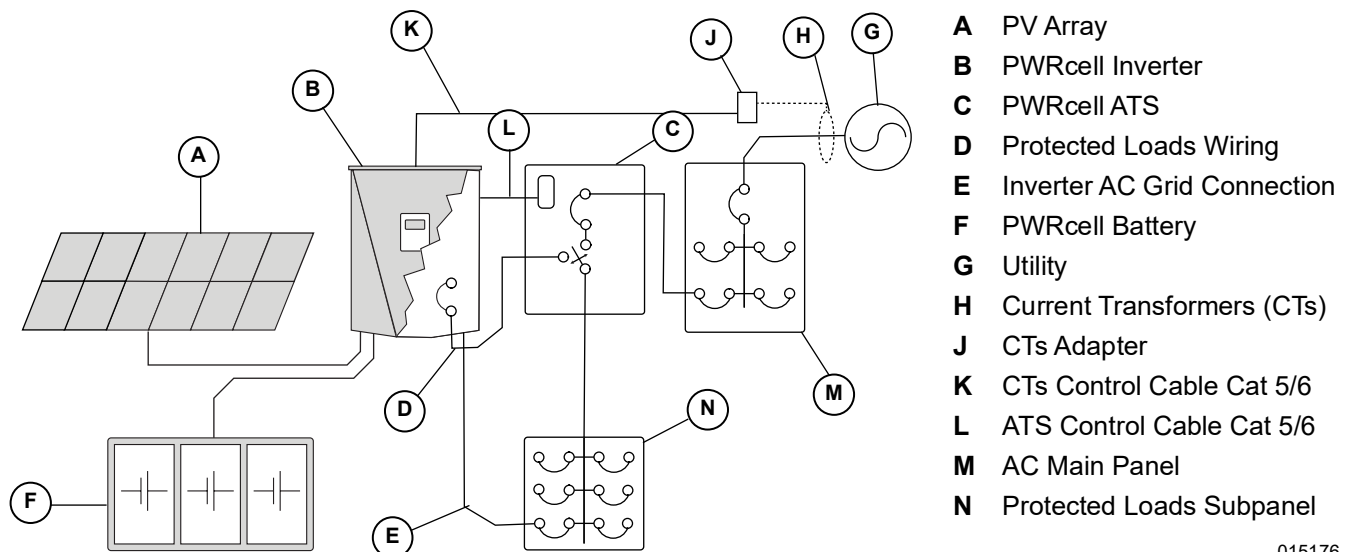 K
J
H
G
B
L
C
A
D
N
M
F
E
A PV Array
B PWRcell Inverter
C PWRcell ATS
D Protected Loads Wiring
E Inverter AC Grid Connection
F PWRcell Battery
G Utility
H Current Transformers (CTs)
J CTs Adapter
K CTs Control Cable Cat 5/6
L ATS Control Cable Cat 5/6
M AC Main Panel
N Protected Loads Subpanel
015176